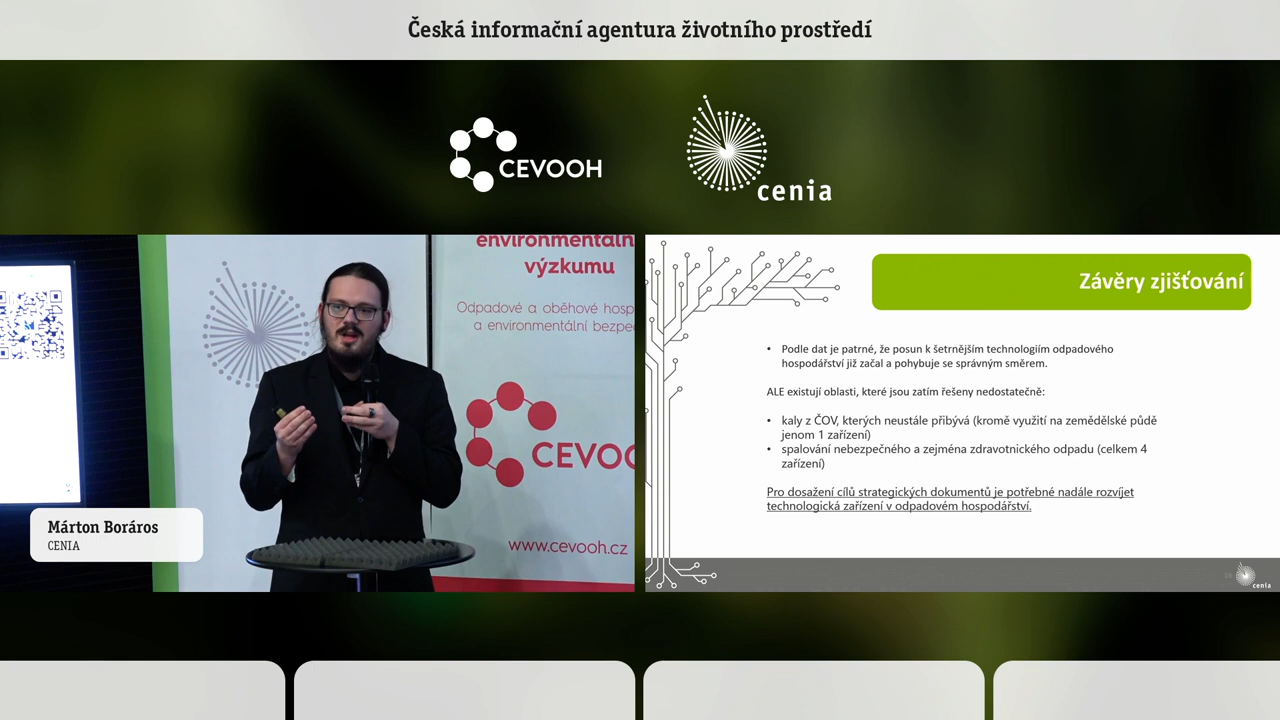 Česká informační agentura životního prostředí
CEVOOH
cenia
environmentáln
výzkumu
Odpadové a oběhové hosp
a environmentální bezpe
CEVOO
www.cevooh.cz
Márton Boráros
CENIA
Závěry zjišťování
• Podle dat je patrné, že posun k šetrnějším technologiím odpadového
hospodářství již začal a pohybuje se správným směrem.
ALE existují oblasti, které jsou zatím řešeny nedostatečně:
• kaly z ČOV, kterých neustále přibývá (kromě využití na zemědělské půdě
jenom 1 zařízení)
• spalování nebezpečného a zejména zdravotnického odpadu (celkem 4
zařízení)
Pro dosažení cílů strategických dokumentů je potřebné nadále rozvíjet
technologická zařízení v odpadovém hospodářství.
cenia